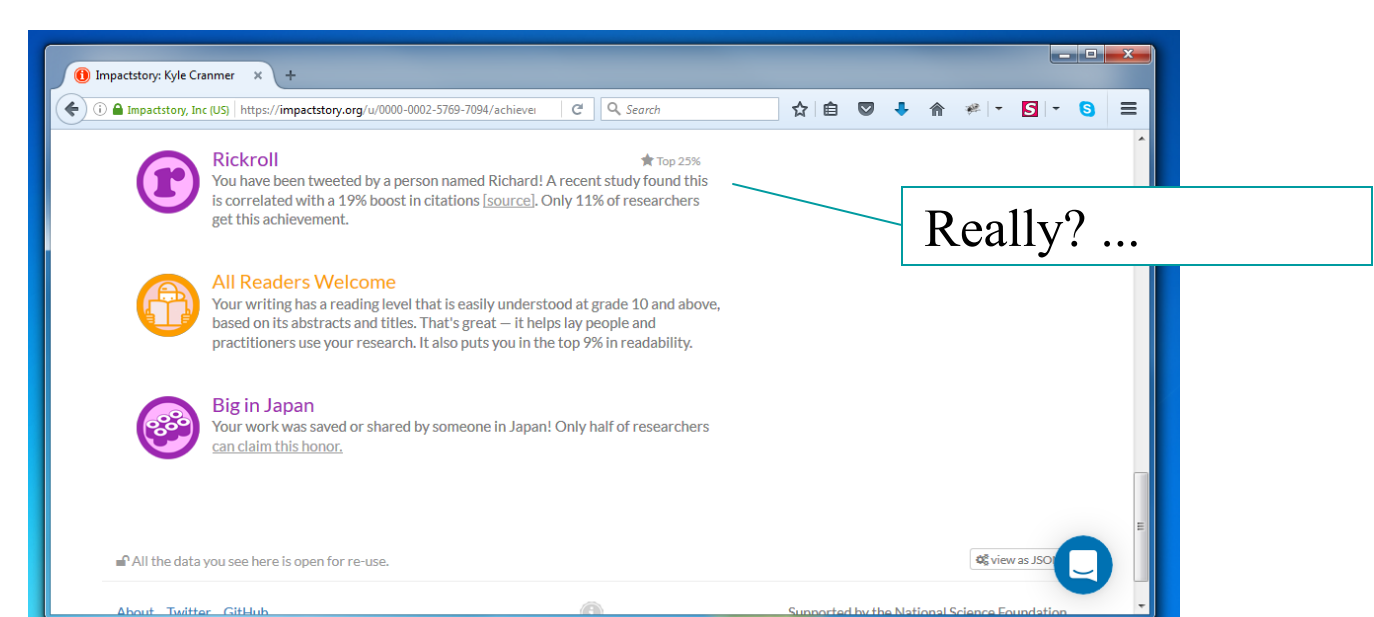 Impactstory: Kyle Cranmer
Impactstory, Inc (US) https://impactstory.org/u/0000-0002-5769-7094/achieve
Search
S
S
Rickroll
Top 25%
You have been tweeted by a person named Richard! A recent study found this
is correlated with a 19% boost in citations [source]. Only 11% of researchers
get this achievement.
r
Really? ...
All Readers Welcome
Your writing has a reading level that is easily understood at grade 10 and above,
based on its abstracts and titles. That's great — it helps lay people and
practitioners use your research. It also puts you in the top 9% in readability.
Big in Japan
Your work was saved or shared by someone in Japan! Only half of researchers
can claim this honor.
All the data you see here is open for re-use.
view as JSO
About Twitter GitHub
Supported by the National Science Foundation